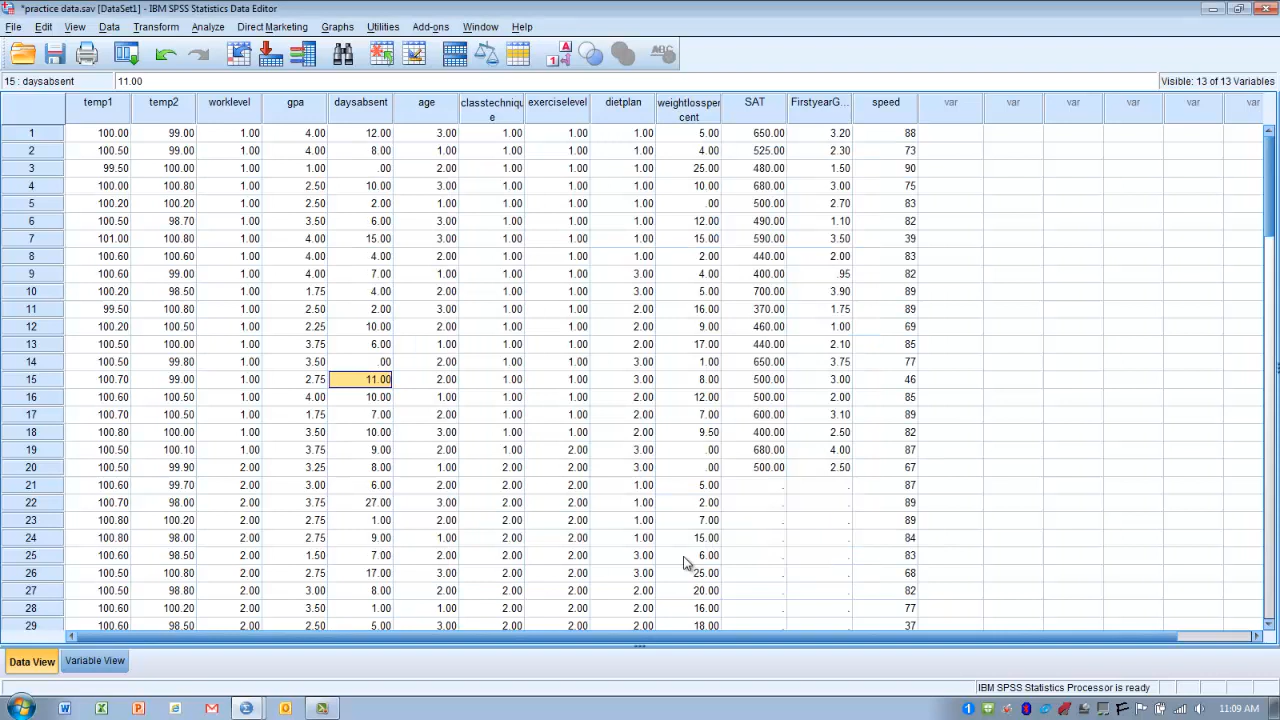 *practice data.sav [DataSet1] - IBM SPSS Statistics Data Editor
File Edit View Data Transform Analyze Direct Marketing Graphs Utilities Add-ons Window Help
15 : daysabsent 11.00 Visible: 13 of 13 Variables
temp1 temp2 worklevel gpa daysabsent age classtechnique exerciselevel dietplan weightlosspercent SAT FirstyearG... speed var var var var var var
1 100.00 99.00 1.00 4.00 12.00 3.00 1.00 1.00 1.00 5.00 650.00 3.20 88
2 100.50 99.00 1.00 4.00 8.00 1.00 1.00 1.00 1.00 4.00 525.00 2.30 73
3 99.50 100.00 1.00 1.00 .00 2.00 1.00 1.00 1.00 25.00 480.00 1.50 90
4 100.00 100.80 1.00 2.50 10.00 3.00 1.00 1.00 1.00 10.00 680.00 3.00 75
5 100.20 100.20 1.00 2.50 2.00 1.00 1.00 1.00 1.00 .00 500.00 2.70 83
6 100.50 98.70 1.00 3.50 6.00 3.00 1.00 1.00 1.00 12.00 490.00 1.10 82
7 101.00 100.80 1.00 4.00 15.00 3.00 1.00 1.00 1.00 15.00 590.00 3.50 39
8 100.60 100.60 1.00 4.00 4.00 2.00 1.00 1.00 1.00 2.00 440.00 2.00 83
9 100.60 99.00 1.00 4.00 7.00 1.00 1.00 1.00 3.00 4.00 400.00 .95 82
10 100.20 98.50 1.00 1.75 4.00 2.00 1.00 1.00 3.00 5.00 700.00 3.90 89
11 99.50 100.80 1.00 2.50 2.00 3.00 1.00 1.00 2.00 16.00 370.00 1.75 89
12 100.20 100.50 1.00 2.25 10.00 2.00 1.00 1.00 2.00 9.00 460.00 1.00 69
13 100.50 100.00 1.00 3.75 6.00 1.00 1.00 1.00 2.00 17.00 440.00 2.10 85
14 100.50 99.80 1.00 3.50 .00 2.00 1.00 1.00 3.00 1.00 650.00 3.75 77
15 100.70 99.00 1.00 2.75 11.00 2.00 1.00 1.00 3.00 8.00 500.00 3.00 46
16 100.60 100.50 1.00 4.00 10.00 1.00 1.00 1.00 2.00 12.00 500.00 2.00 85
17 100.70 100.50 1.00 1.75 7.00 2.00 1.00 1.00 2.00 7.00 600.00 3.10 89
18 100.80 100.00 1.00 3.50 10.00 3.00 1.00 1.00 2.00 9.50 400.00 2.50 82
19 100.50 100.10 1.00 3.75 9.00 2.00 1.00 2.00 3.00 .00 680.00 4.00 87
20 100.50 99.90 2.00 3.25 8.00 1.00 2.00 2.00 3.00 .00 500.00 2.50 67
21 100.60 99.70 2.00 3.00 6.00 2.00 2.00 2.00 1.00 5.00 . . 87
22 100.70 98.00 2.00 3.75 27.00 3.00 2.00 2.00 1.00 2.00 . . 89
23 100.80 100.20 2.00 2.75 1.00 2.00 2.00 2.00 1.00 7.00 . . 89
24 100.80 98.00 2.00 2.75 9.00 1.00 2.00 2.00 1.00 15.00 . . 84
25 100.60 98.50 2.00 1.50 7.00 2.00 2.00 2.00 3.00 6.00 . . 83
26 100.50 100.80 2.00 2.75 17.00 3.00 2.00 2.00 3.00 25.00 . . 68
27 100.50 98.80 2.00 3.00 8.00 2.00 2.00 2.00 2.00 20.00 . . 82
28 100.60 100.20 2.00 3.50 1.00 1.00 2.00 2.00 2.00 16.00 . . 77
29 100.60 98.50 2.00 2.50 5.00 3.00 2.00 2.00 2.00 18.00 . . 37
Data View Variable View
IBM SPSS Statistics Processor is ready
11:09 AM